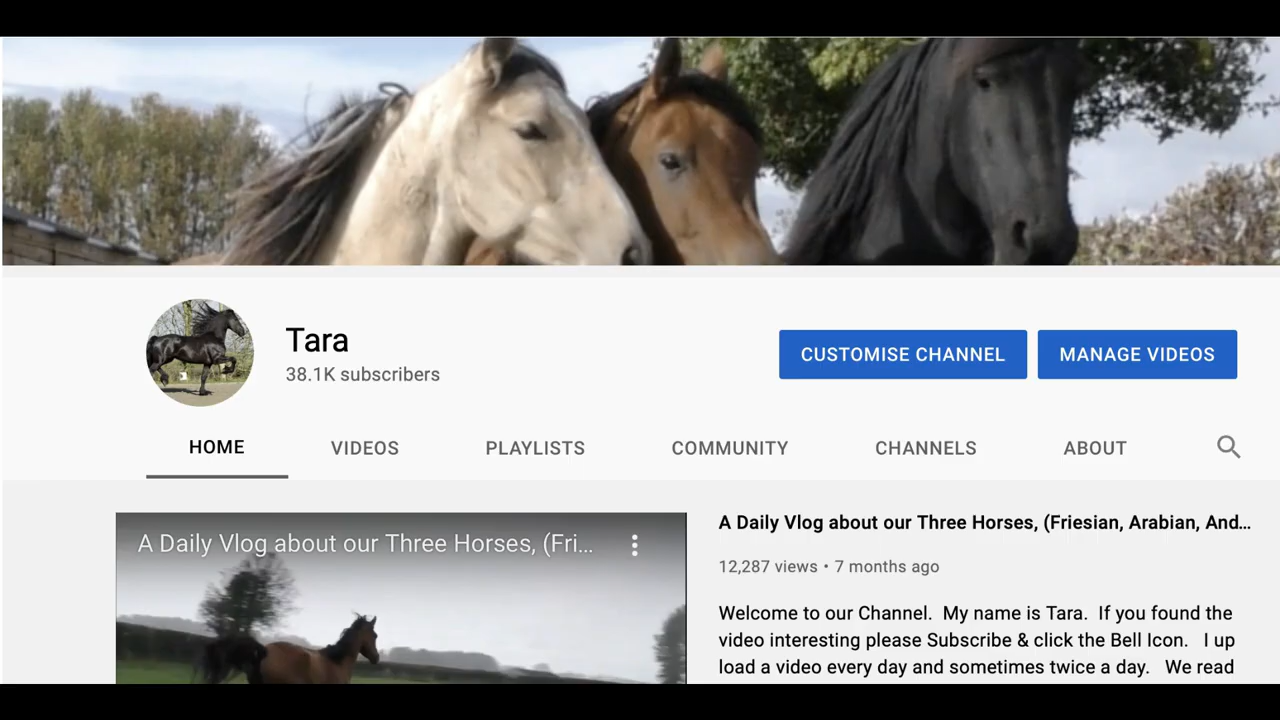 Tara
38.1K subscribers
CUSTOMISE CHANNEL
MANAGE VIDEOS
HOME
VIDEOS
PLAYLISTS
COMMUNITY
CHANNELS
ABOUT
A Daily Vlog about our Three Horses, (Fri...
A Daily Vlog about our Three Horses, (Friesian, Arabian, And...
12,287 views • 7 months ago
Welcome to our Channel.  My name is Tara.  If you found the
video interesting please Subscribe & click the Bell Icon.   I up
load a video every day and sometimes twice a day.   We read